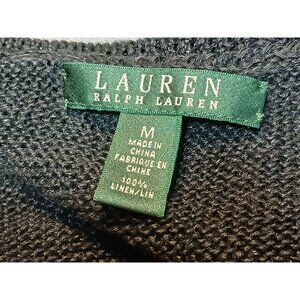 LAUREN
RALPH LAUREN
M
MADE IN
CHINA
FABRIQUE EN
CHINE
100%
LINEN/LIN